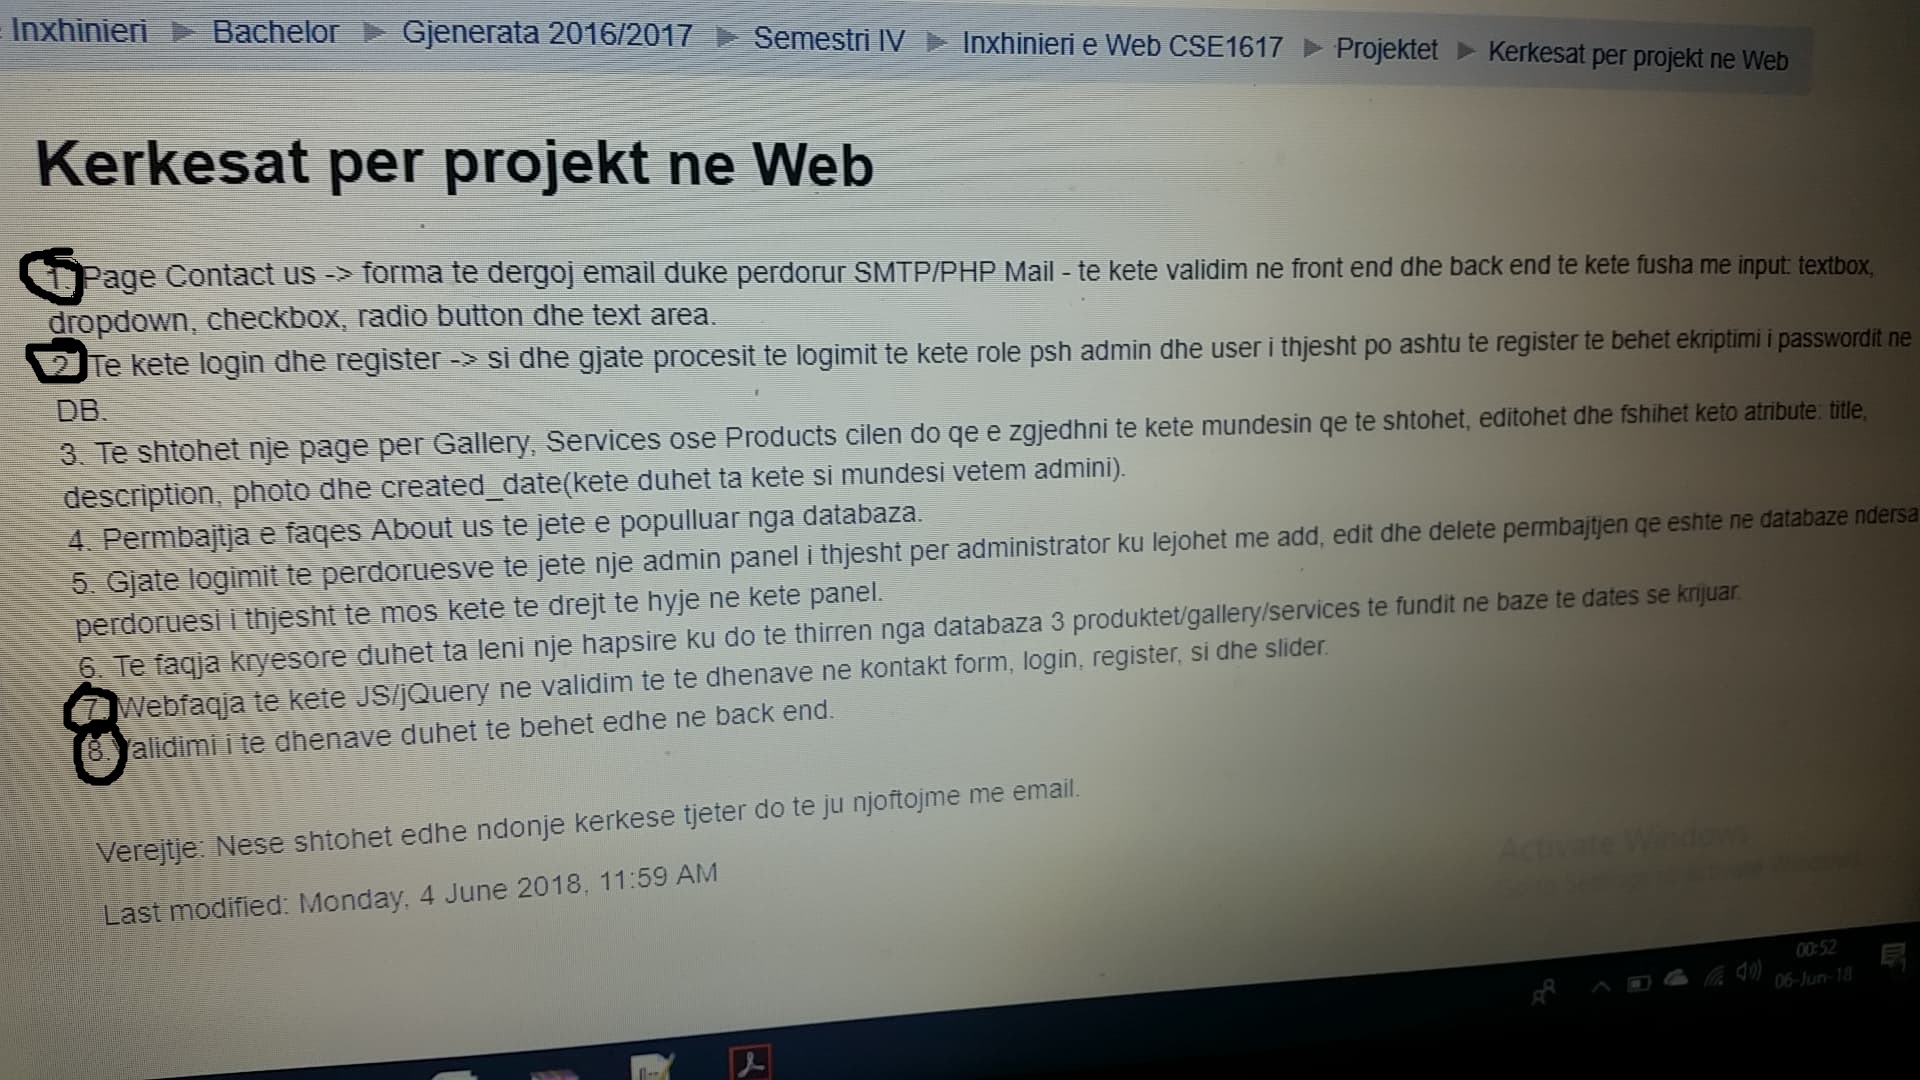 Inxhinieri ► Bachelor ► Gjenerata 2016/2017 ► Semestri IV ► Inxhinieri e Web CSE1617 ► Projektet ► Kerkesat per projekt ne Web
Kerkesat per projekt ne Web
1. Page Contact us -> forma te dergoj email duke perdorur SMTP/PHP Mail - te kete validim ne front end dhe back end te kete fusha me input: textbox,
dropdown, checkbox, radio button dhe text area.
2. Te kete login dhe register -> si dhe gjate procesit te logimit te kete role psh admin dhe user i thjesht po ashtu te register te behet ekriptimi i passwordit ne
DB.
3. Te shtohet nje page per Gallery, Services ose Products cilen do qe e zgjedhni te kete mundesin qe te shtohet, editohet dhe fshihet keto atribute: title,
description, photo dhe created_date(kete duhet ta kete si mundesi vetem admini).
4. Permbajtja e faqes About us te jete e populluar nga databaza.
5. Gjate logimit te perdoruesve te jete nje admin panel i thjesht per administrator ku lejohet me add, edit dhe delete permbajtjen qe eshte ne databaze ndersa
perdoruesi i thjesht te mos kete te drejt te hyje ne kete panel.
6. Te faqja kryesore duhet ta leni nje hapsire ku do te thirren nga databaza 3 produktet/gallery/services te fundit ne baze te dates se krijuar.
7. Webfaqja te kete JS/jQuery ne validim te te dhenave ne kontakt form, login, register, si dhe slider.
8. Validimi i te dhenave duhet te behet edhe ne back end.
Verejtje: Nese shtohet edhe ndonje kerkese tjeter do te ju njoftojme me email.
Last modified: Monday, 4 June 2018, 11:59 AM
Activate Windows
Go to Settings to activate Windows.
00:52
06-Jun-18